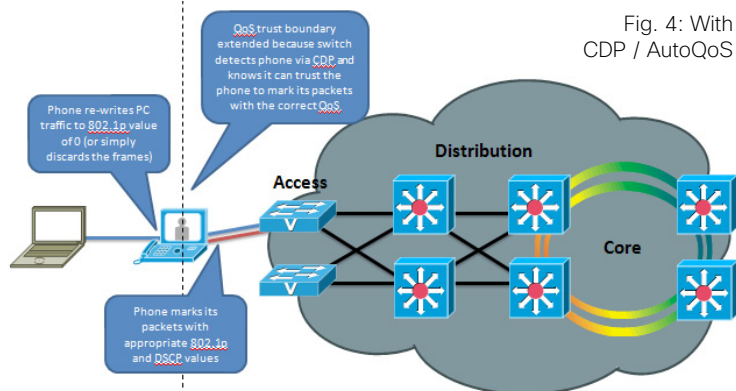 Fig. 4: With
CDP / AutoQoS
QoS trust boundary
extended because switch
detects phone via CDP and
knows it can trust the
phone to mark its packets
with the correct QoS
Phone re-writes PC
traffic to 802.1p value
of 0 (or simply
discards the frames)
Distribution
Access
V
V
Core
Phone marks its
packets with
appropriate 802.1p
and DSCP values